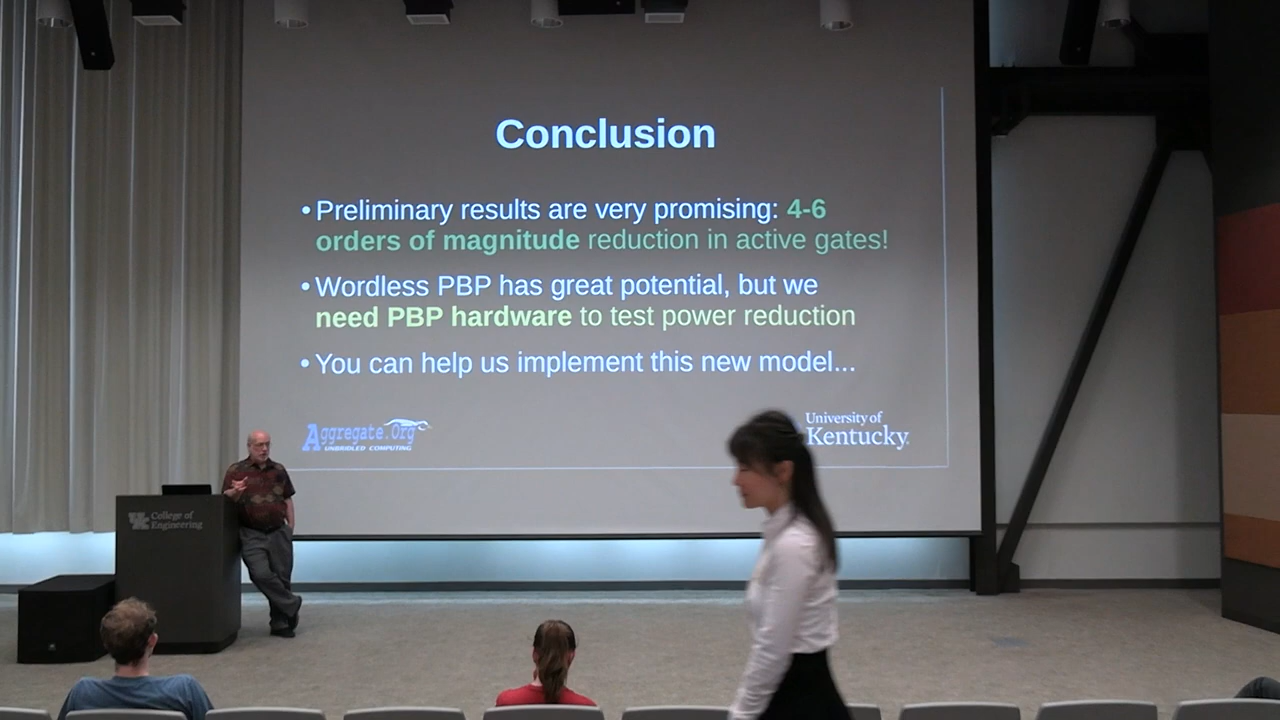 Conclusion
•Preliminary results are very promising: 4-6
orders of magnitude reduction in active gates!
•Wordless PBP has great potential, but we
need PBP hardware to test power reduction
•You can help us implement this new model...
Aggregate.Org
UNBRIDLED COMPUTING
University of
Kentucky
UK College of
Engineering